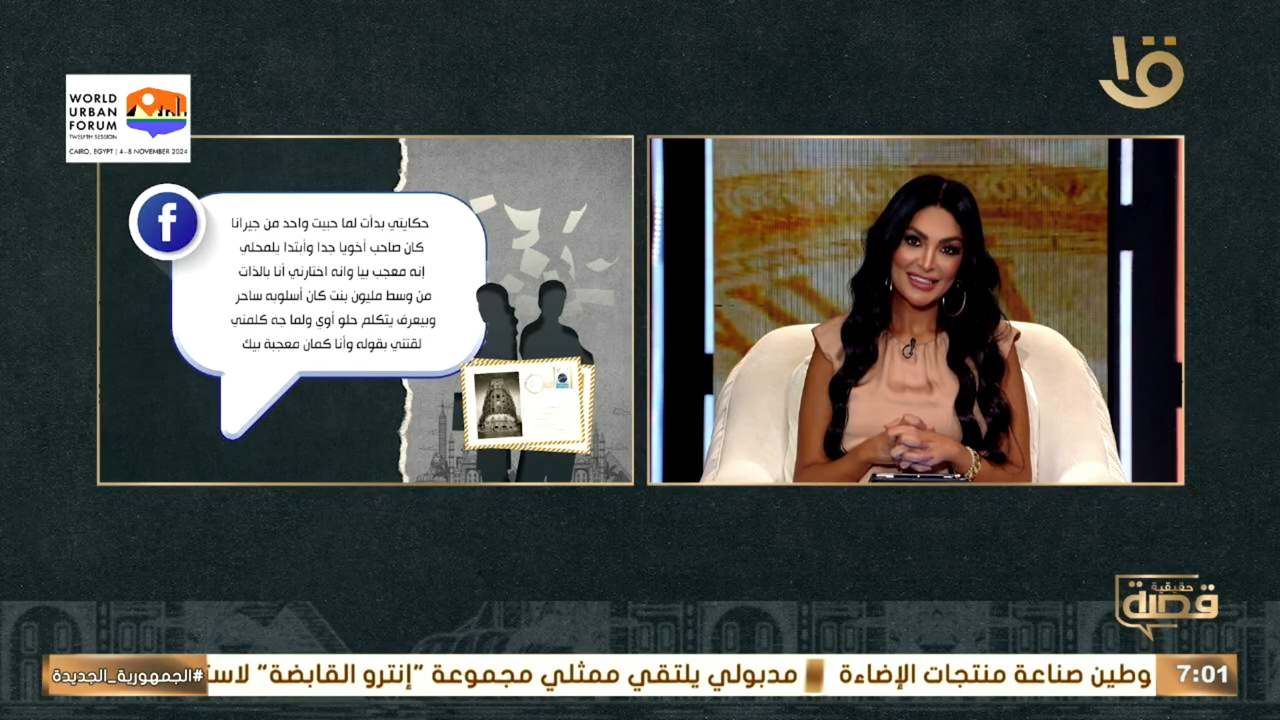 WORLD
URBAN
FORUM
TWELFTH SESSION
CAIRO, EGYPT | 4-8 NOVEMBER 2024
حكايتي بدأت لما حبيت واحد من جيرانا
كان صاحب أخويا جدا وأبتدا يلمحلي
إنه معجب بيا وانه اختارني أنا بالذات
من وسط مليون بنت كان أسلوبه ساحر
وبيعرف يتكلم حلو أوي ولما جه كلمني
لقتني بقوله وأنا كمان معجبة بيك
قصة
حقيقية
7:01
وطين صناعة منتجات الإضاءة
مدبولي يلتقي ممثلي مجموعة "إنترو القابضة" لاست
#الجمهورية_الجديدة